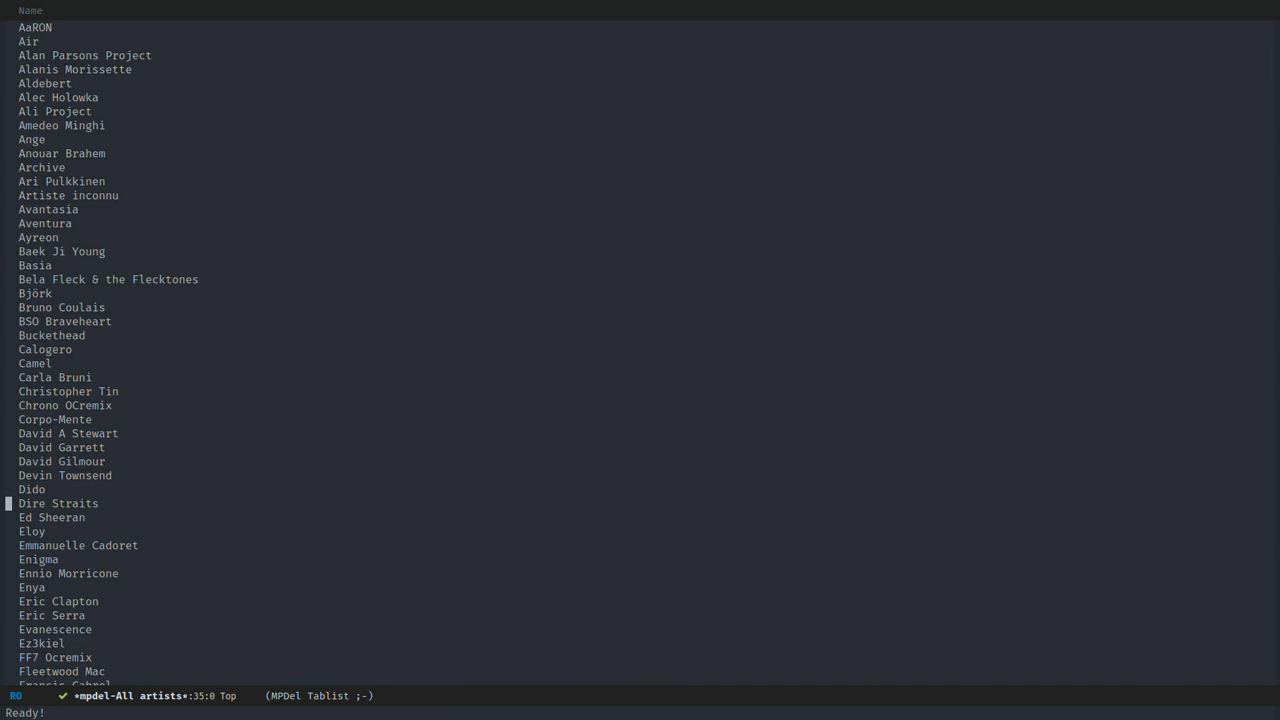 Name
AaRON
Air
Alan Parsons Project
Alanis Morissette
Aldebert
Alec Holowka
Ali Project
Amedeo Minghi
Ange
Anouar Brahem
Archive
Ari Pulkkinen
Artiste inconnu
Avantasia
Aventura
Ayreon
Baek Ji Young
Basia
Bela Fleck & the Flecktones
Björk
Bruno Coulais
BSO Braveheart
Buckethead
Calogero
Camel
Carla Bruni
Christopher Tin
Chrono OCremix
Corpo-Mente
David A Stewart
David Garrett
David Gilmour
Devin Townsend
Dido
Dire Straits
Ed Sheeran
Eloy
Emmanuelle Cadoret
Enigma
Ennio Morricone
Enya
Eric Clapton
Eric Serra
Evanescence
Ez3kiel
FF7 Ocremix
Fleetwood Mac
Francis Cabrel
RO ✔ *mpdel-All artists*:35:0 Top (MPDel Tablist ;-)
Ready!